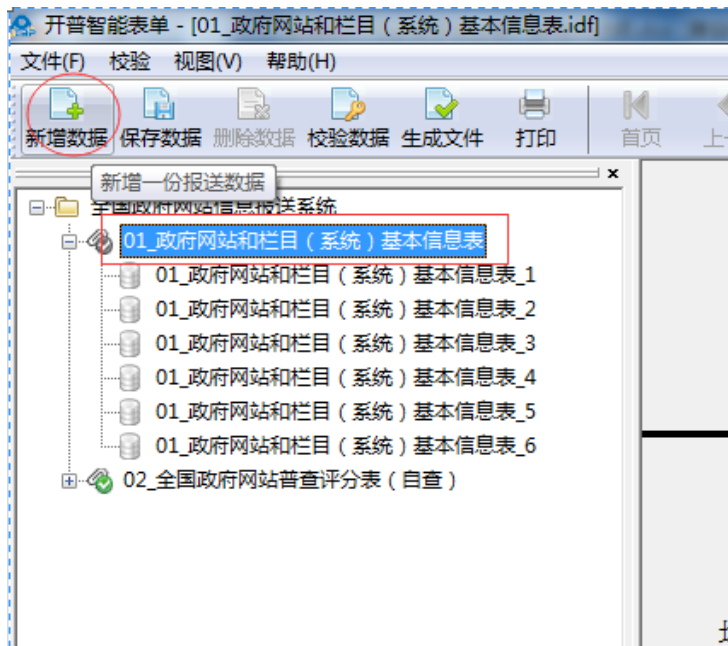 开普智能表单 - [01_政府网站和栏目（系统）基本信息表.idf]
文件(F) 校验 视图(V) 帮助(H)
新增数据 保存数据 删除数据 校验数据 生成文件 打印 首页 上一
新增一份报送数据
全国政府网站信息报送系统
01_政府网站和栏目（系统）基本信息表
01_政府网站和栏目（系统）基本信息表_1
01_政府网站和栏目（系统）基本信息表_2
01_政府网站和栏目（系统）基本信息表_3
01_政府网站和栏目（系统）基本信息表_4
01_政府网站和栏目（系统）基本信息表_5
01_政府网站和栏目（系统）基本信息表_6
02_全国政府网站普查评分表（自查）